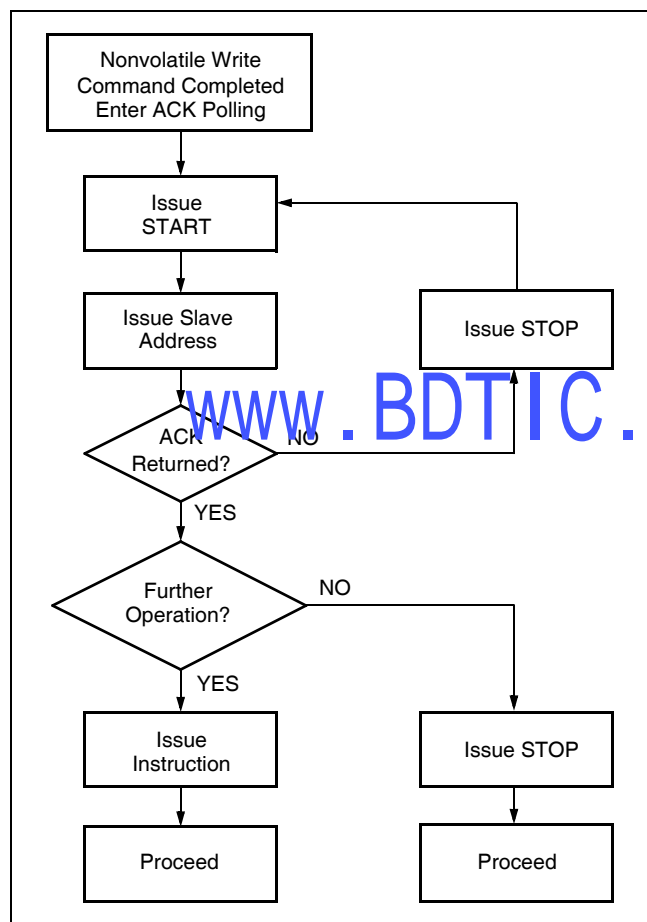 Nonvolatile Write
Command Completed
Enter ACK Polling
Issue
START
Issue Slave
Address
Issue STOP
www.BDTIC.
ACK
Returned?
NO
YES
Further
Operation?
NO
YES
Issue
Instruction
Issue STOP
Proceed
Proceed